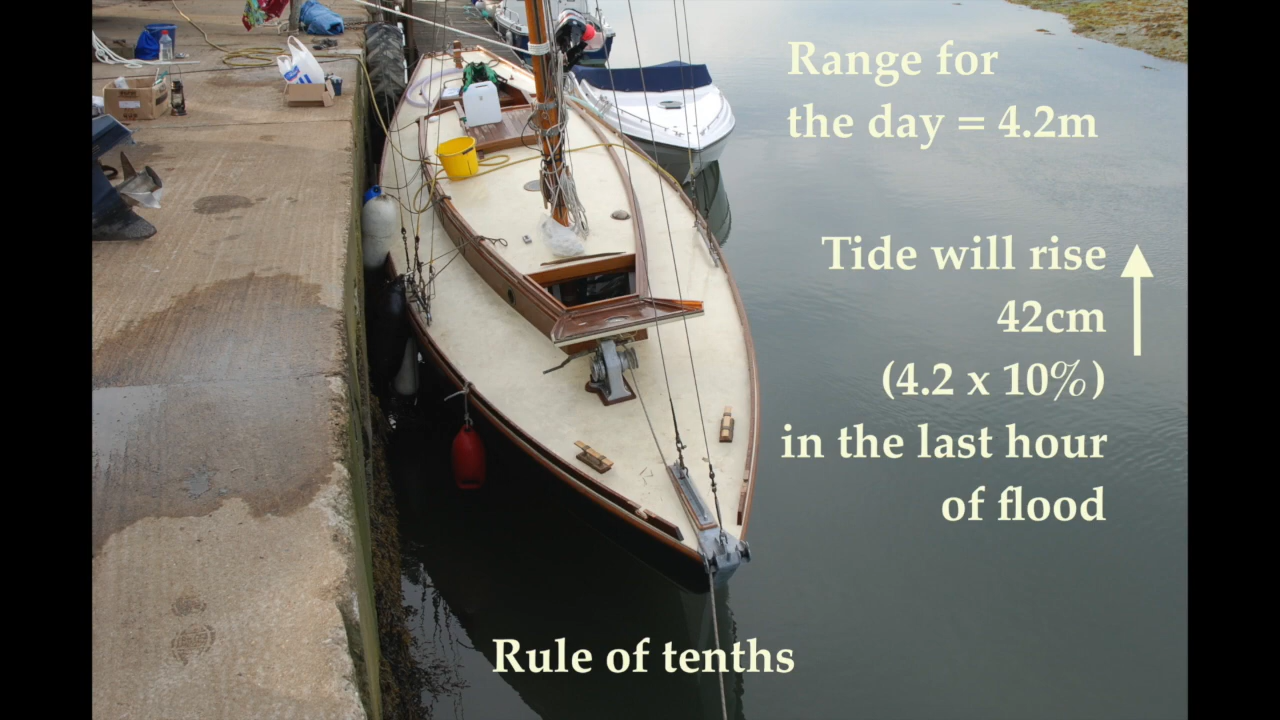 Range for
the day = 4.2m
Tide will rise
42cm
(4.2 x 10%)
in the last hour
of flood
Rule of tenths